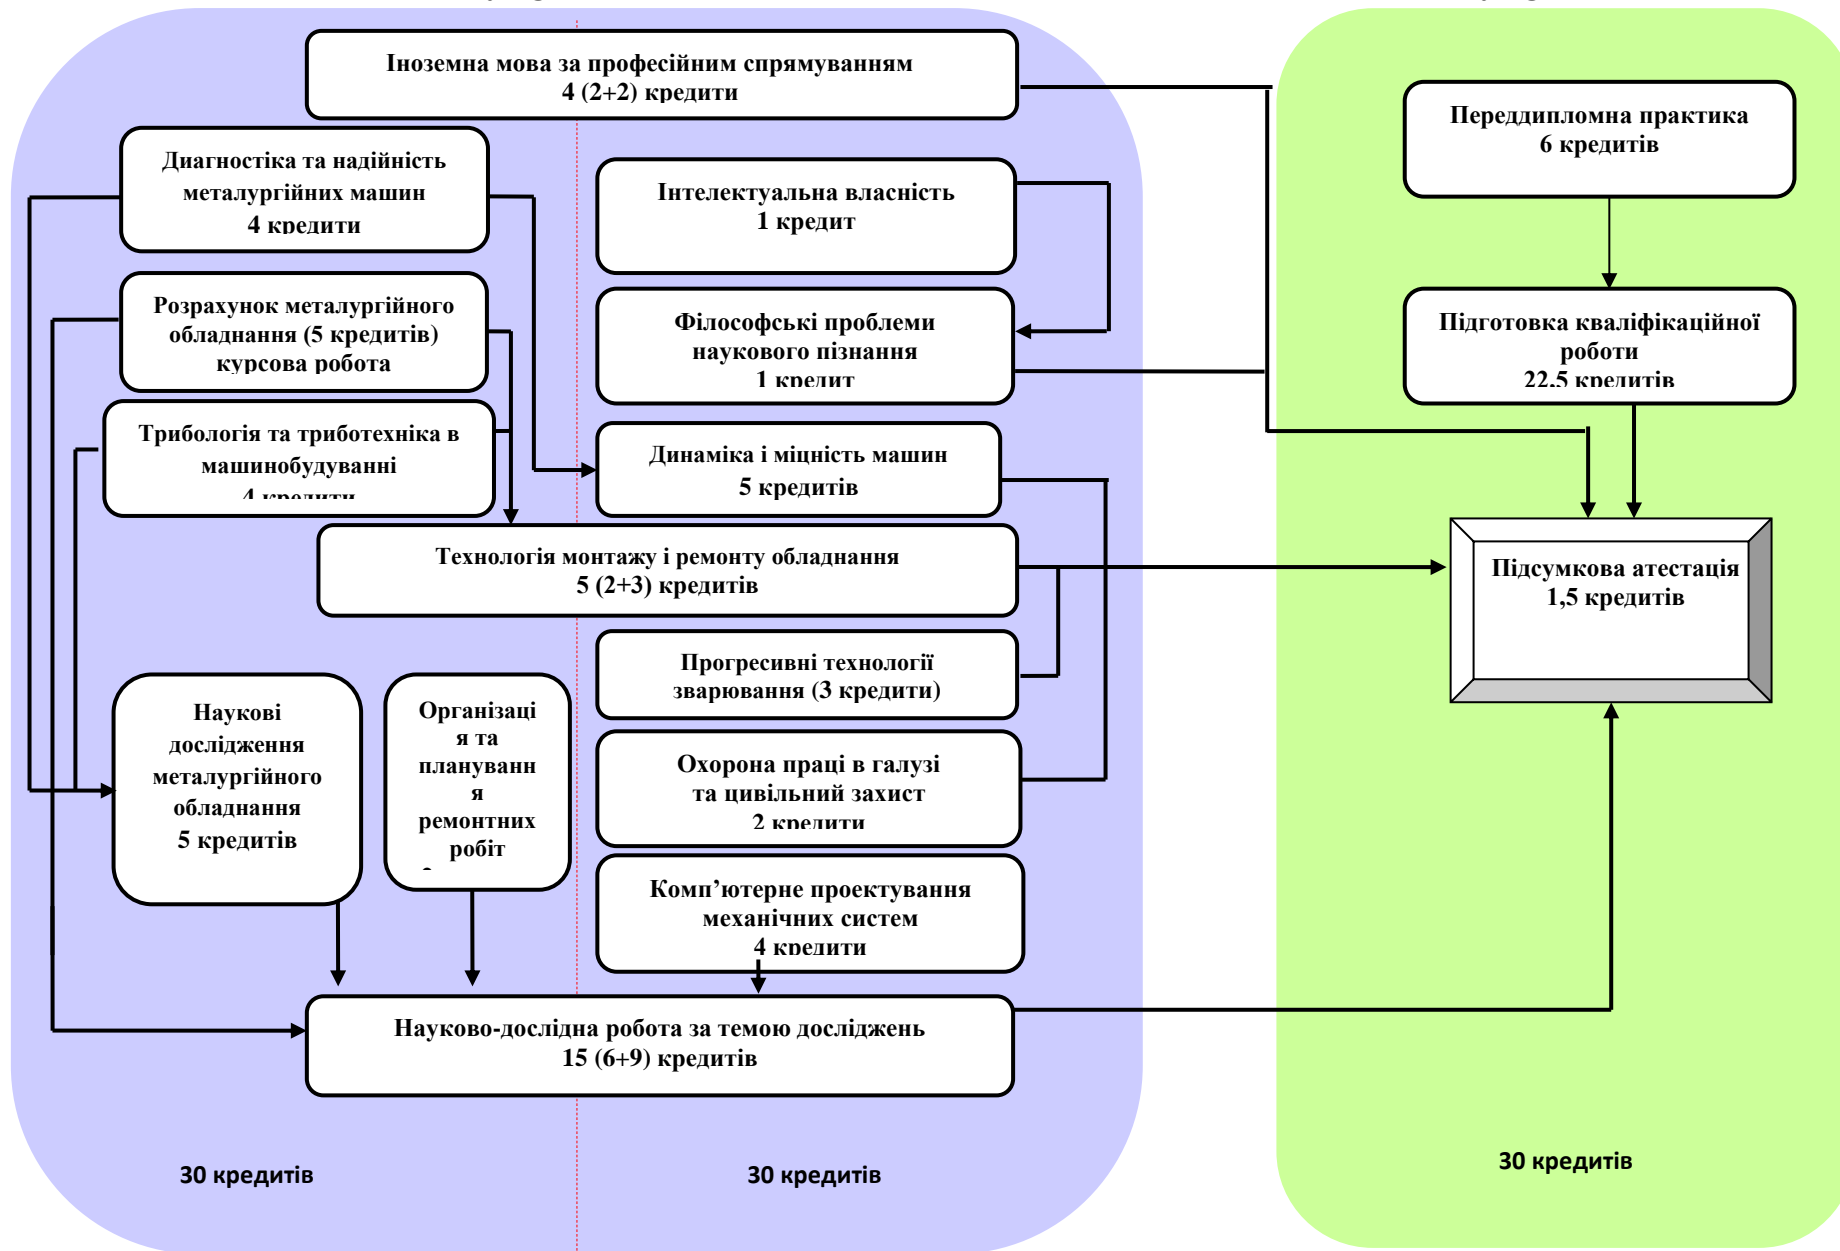 Іноземна мова за професійним спрямуванням
4 (2+2) кредити
Диагностіка та надійність
металургійних машин
4 кредити
Розрахунок металургійного
обладнання (5 кредитів)
курсова робота
Трибологія та триботехніка в
машинобудуванні
4 кредити
Інтелектуальна власність
1 кредит
Філософські проблеми
наукового пізнання
1 кредит
Динаміка і міцність машин
5 кредитів
Технологія монтажу і ремонту обладнання
5 (2+3) кредитів
Прогресивні технології
зварювання (3 кредити)
Наукові
дослідження
металургійного
обладнання
5 кредитів
Організаці
я та
плануванн
я
ремонтних
робіт
Охорона праці в галузі
та цивільний захист
2 кредити
Комп’ютерне проектування
механічних систем
4 кредити
Науково-дослідна робота за темою досліджень
15 (6+9) кредитів
30 кредитів
30 кредитів
Переддипломна практика
6 кредитів
Підготовка кваліфікаційної
роботи
22,5 кредитів
Підсумкова атестація
1,5 кредитів
30 кредитів